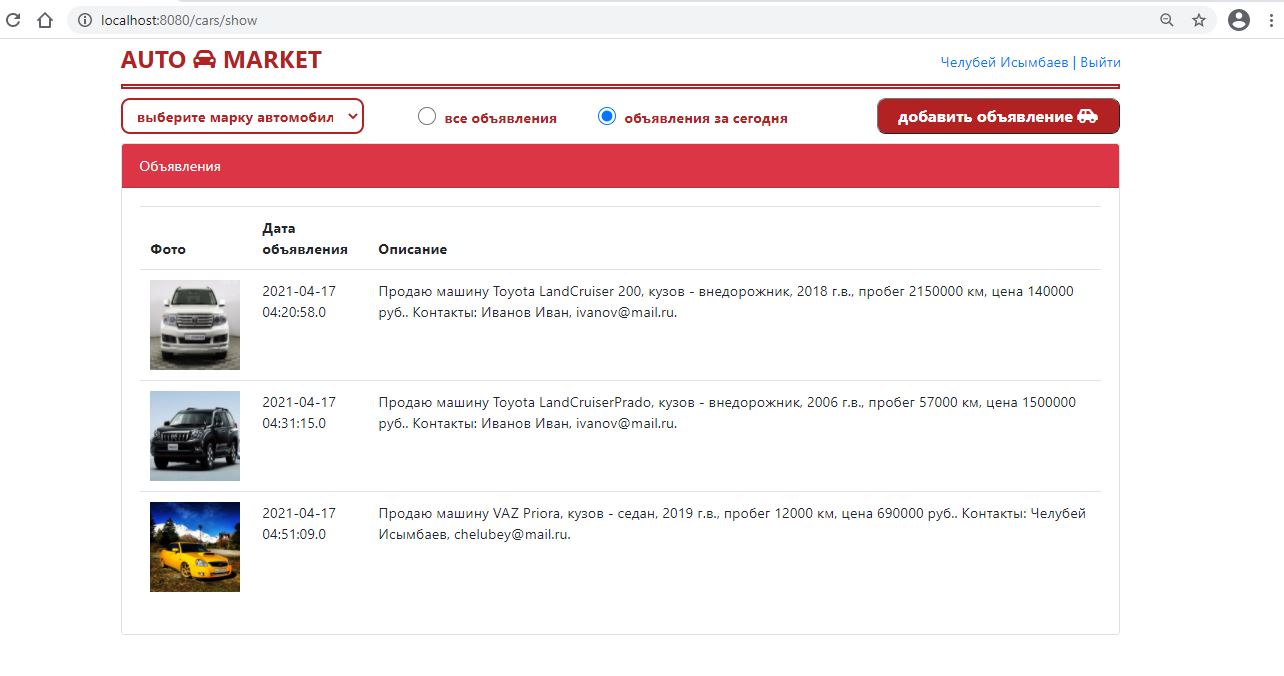 localhost:8080/cars/show
AUTO MARKET
Челубей Исымбаев | Выйти
выберите марку автомобил
все объявления
объявления за сегодня
добавить объявление
Объявления
Фото
Дата
объявления
Описание
2021-04-17
04:20:58.0
Продаю машину Toyota LandCruiser 200, кузов - внедорожник, 2018 г.в., пробег 2150000 км, цена 140000
руб.. Контакты: Иванов Иван, ivanov@mail.ru.
2021-04-17
04:31:15.0
Продаю машину Toyota LandCruiserPrado, кузов - внедорожник, 2006 г.в., пробег 57000 км, цена 1500000
руб.. Контакты: Иванов Иван, ivanov@mail.ru.
2021-04-17
04:51:09.0
Продаю машину VAZ Priora, кузов - седан, 2019 г.в., пробег 12000 км, цена 690000 руб.. Контакты: Челубей
Исымбаев, chelubey@mail.ru.